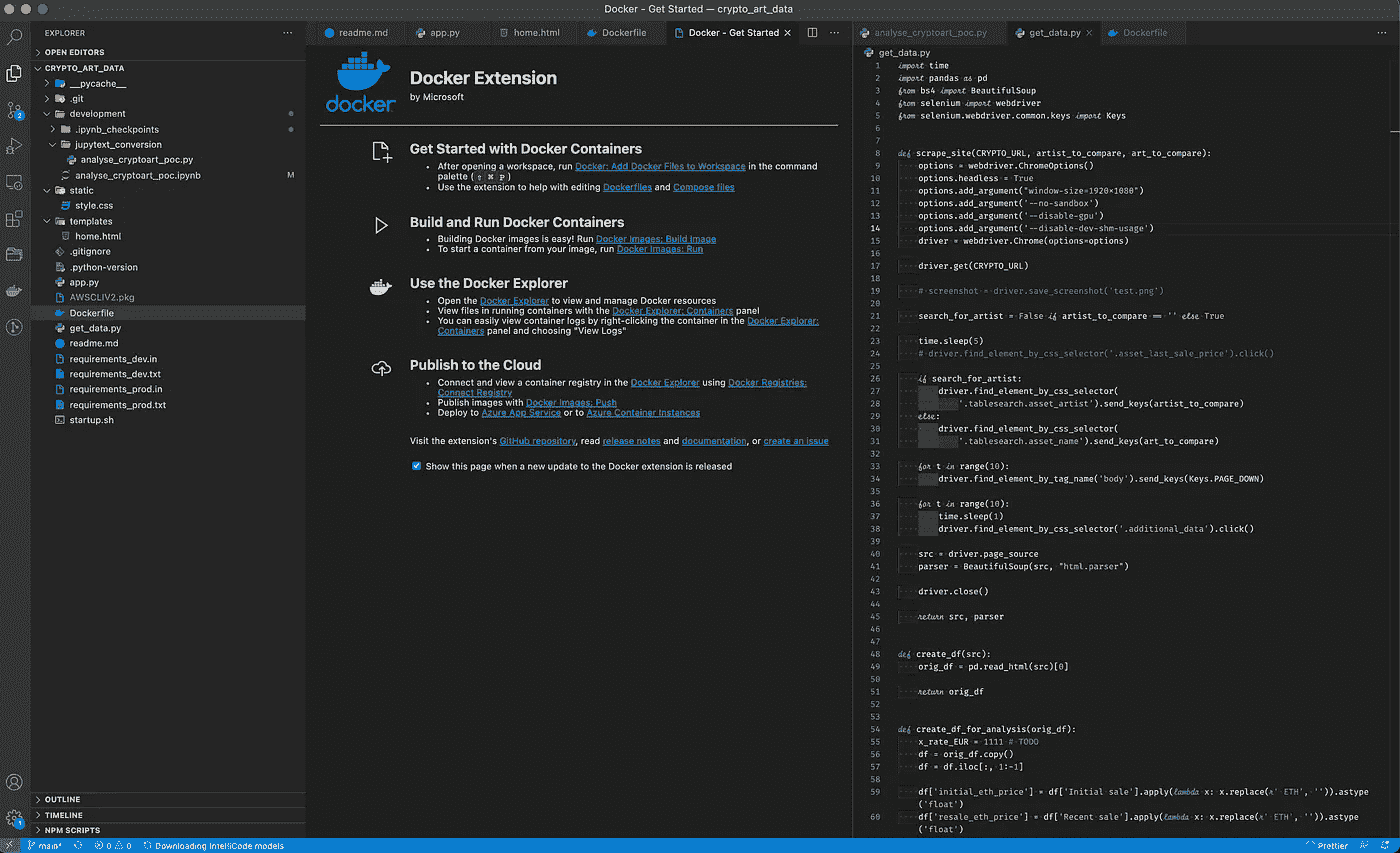 Docker - Get Started — crypto_art_data
EXPLORER
OPEN EDITORS
CRYPTO_ART_DATA
__pycache__
.git
development
.ipynb_checkpoints
jupytext_conversion
analyse_cryptoart_poc.py
analyse_cryptoart_poc.ipynb M
static
style.css
templates
home.html
.gitignore
.python-version
app.py
AWSCLIV2.pkg
Dockerfile
get_data.py
readme.md
requirements_dev.in
requirements_dev.txt
requirements_prod.in
requirements_prod.txt
startup.sh
OUTLINE
TIMELINE
NPM SCRIPTS
2
1
readme.md app.py home.html Dockerfile Docker - Get Started
docker
Docker Extension
by Microsoft
Get Started with Docker Containers
After opening a workspace, run Docker: Add Docker Files to Workspace in the command
palette (⇧ ⌘ P)
Use the extension to help with editing Dockerfiles and Compose files
Build and Run Docker Containers
Building Docker images is easy! Run Docker Images: Build Image
To start a container from your image, run Docker Images: Run
Use the Docker Explorer
Open the Docker Explorer to view and manage Docker resources
View files in running containers with the Docker Explorer: Containers panel
You can easily view container logs by right-clicking the container in the Docker Explorer:
Containers panel and choosing "View Logs"
Publish to the Cloud
Connect and view a container registry in the Docker Explorer using Docker Registries:
Connect Registry
Publish images with Docker Images: Push
Deploy to Azure App Service or to Azure Container Instances
Visit the extension's GitHub repository, read release notes and documentation, or create an issue
Show this page when a new update to the Docker extension is released
analyse_cryptoart_poc.py get_data.py Dockerfile
get_data.py
1 import time
2 import pandas as pd
3 from bs4 import BeautifulSoup
4 from selenium import webdriver
5 from selenium.webdriver.common.keys import Keys
6
7
8 def scrape_site(CRYPTO_URL, artist_to_compare, art_to_compare):
9 options = webdriver.ChromeOptions()
10 options.headless = True
11 options.add_argument("window-size=1920×1080")
12 options.add_argument('--no-sandbox')
13 options.add_argument('--disable-gpu')
14 options.add_argument('--disable-dev-shm-usage')
15 driver = webdriver.Chrome(options=options)
16
17 driver.get(CRYPTO_URL)
18
19 # screenshot = driver.save_screenshot('test.png')
20
21 search_for_artist = False if artist_to_compare == '' else True
22
23 time.sleep(5)
24 # driver.find_element_by_css_selector('.asset_last_sale_price').click()
25
26 if search_for_artist:
27 driver.find_element_by_css_selector(
28 '.tablesearch.asset_artist').send_keys(artist_to_compare)
29 else:
30 driver.find_element_by_css_selector(
31 '.tablesearch.asset_name').send_keys(art_to_compare)
32
33 for t in range(10):
34 driver.find_element_by_tag_name('body').send_keys(Keys.PAGE_DOWN)
35
36 for t in range(10):
37 time.sleep(1)
38 driver.find_element_by_css_selector('.additional_data').click()
39
40 src = driver.page_source
41 parser = BeautifulSoup(src, "html.parser")
42
43 driver.close()
44
45 return src, parser
46
47
48 def create_df(src):
49 orig_df = pd.read_html(src)[0]
50
51 return orig_df
52
53
54 def create_df_for_analysis(orig_df):
55 x_rate_EUR = 1111 # TODO
56 df = orig_df.copy()
57 df = df.iloc[:, 1:-1]
58
59 df['initial_eth_price'] = df['Initial sale'].apply(lambda x: x.replace(r' ETH', '')).astype
('float')
60 df['resale_eth_price'] = df['Recent sale'].apply(lambda x: x.replace(r' ETH', '')).astype
('float')
main* 0 0 Downloading IntelliCode models Prettier